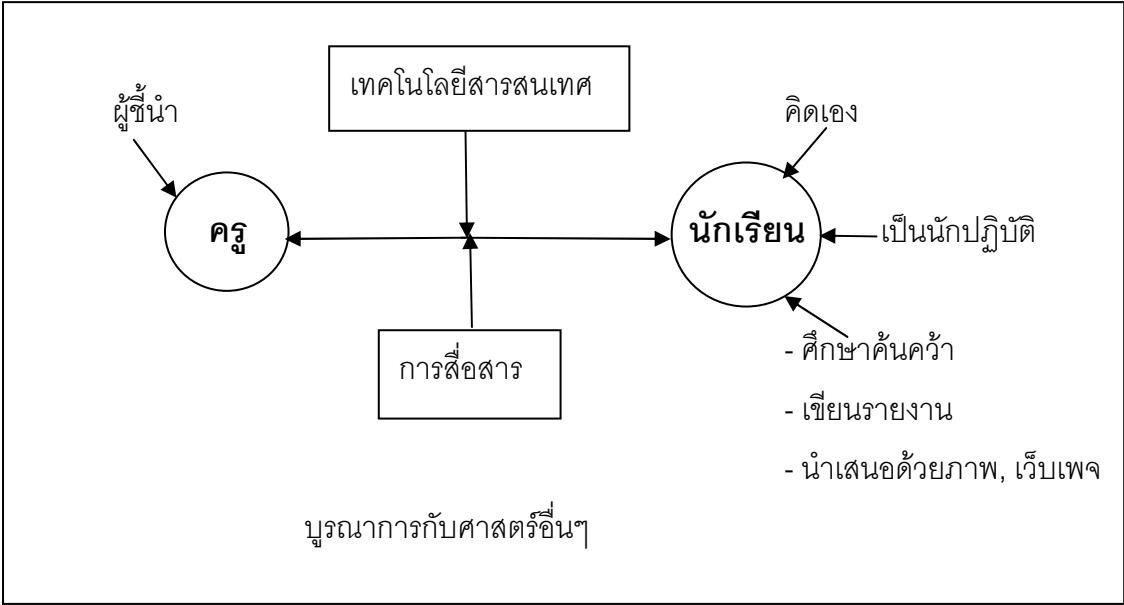 เทคโนโลยีสารสนเทศ
ผู้ชี้นำ
คิดเอง
ครู
นักเรียน
เป็นนักปฏิบัติ
การสื่อสาร
- ศึกษาค้นคว้า
- เขียนรายงาน
- นำเสนอด้วยภาพ, เว็บเพจ
บูรณาการกับศาสตร์อื่นๆ